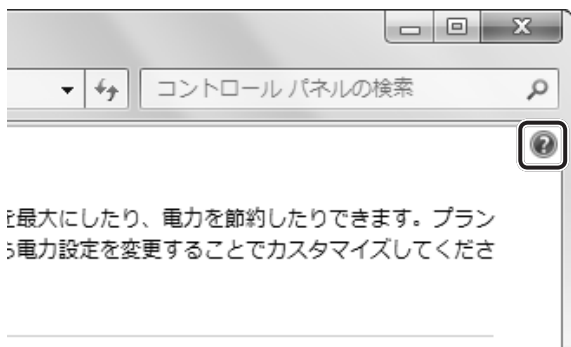 コントロール パネルの検索
を最大にしたり、電力を節約したりできます。プラン
ら電力設定を変更することでカスタマイズしてくださ